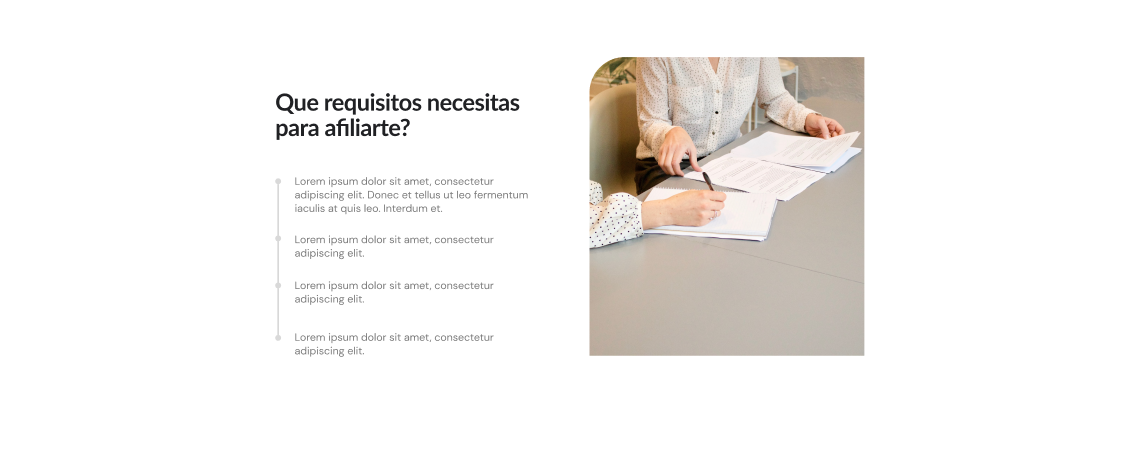 Que requisitos necesitas
para afiliarte?
Lorem ipsum dolor sit amet, consectetur
adipiscing elit. Donec et tellus ut leo fermentum
iaculis at quis leo. Interdum et.
Lorem ipsum dolor sit amet, consectetur
adipiscing elit.
Lorem ipsum dolor sit amet, consectetur
adipiscing elit.
Lorem ipsum dolor sit amet, consectetur
adipiscing elit.